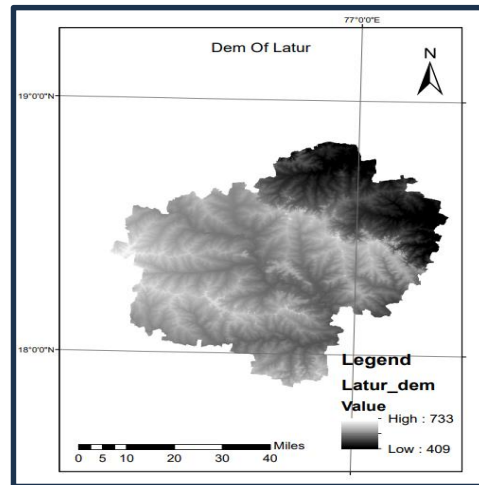 77°0'0"E
Dem Of Latur
N
19°0'0"N
18°0'0"N
Legend
Latur_dem
Value
High : 733
Low : 409
Miles
0 5 10 20 30 40